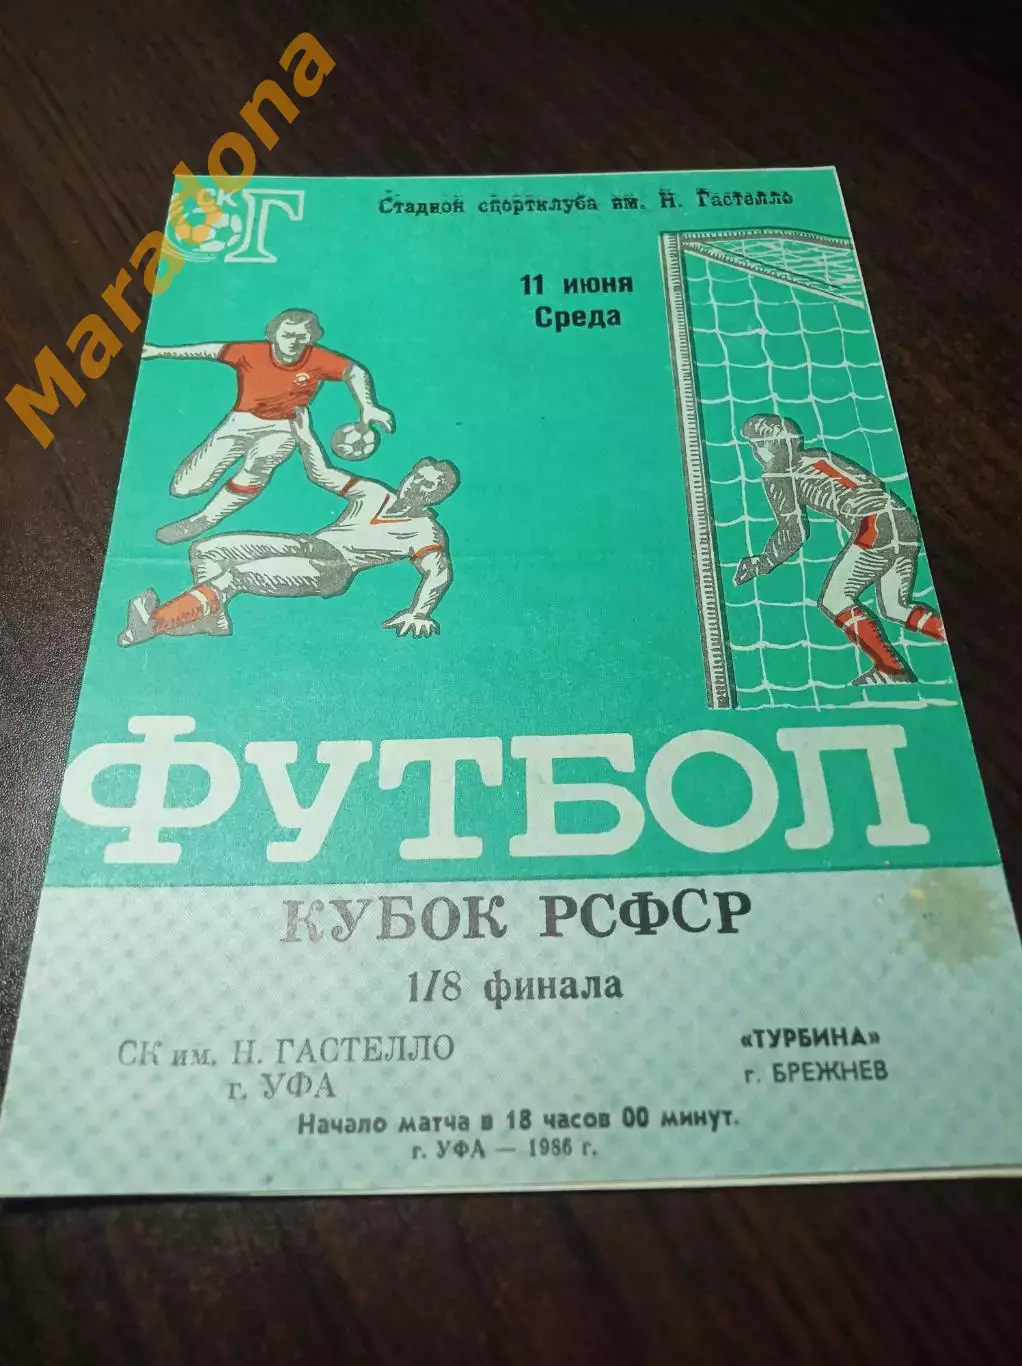 Maradona
СК
Г
Стадион спортклуба им. Н. Гастелло
11 июня
Среда
ФУТБОЛ
КУБОК РСФСР
1/8 финала
СК им. Н. ГАСТЕЛЛО
г. УФА
«ТУРБИНА»
г. БРЕЖНЕВ
Начало матча в 18 часов 00 минут.
г. УФА — 1986 г.